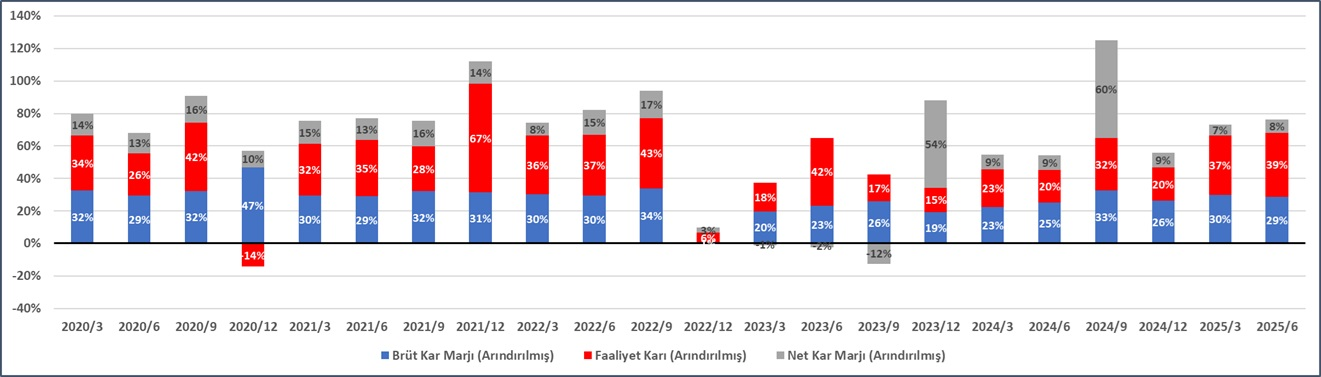 140%
120%
100%
80%
60%
40%
20%
0%
-20%
-40%
14% 13% 16% 10% 15% 13% 16% 14% 8% 15% 17% 3% -1% -2% -12% 54% 9% 9% 60% 9% 7% 8%
34% 26% 42% -14% 32% 35% 28% 67% 36% 37% 43% 6% 18% 42% 17% 15% 23% 20% 32% 20% 37% 39%
32% 29% 32% 47% 30% 29% 32% 31% 30% 30% 34% 20% 23% 26% 19% 23% 25% 33% 26% 30% 29%
2020/3 2020/6 2020/9 2020/12 2021/3 2021/6 2021/9 2021/12 2022/3 2022/6 2022/9 2022/12 2023/3 2023/6 2023/9 2023/12 2024/3 2024/6 2024/9 2024/12 2025/3 2025/6
Brüt Kar Marjı (Arındırılmış) Faaliyet Karı (Arındırılmış) Net Kar Marjı (Arındırılmış)